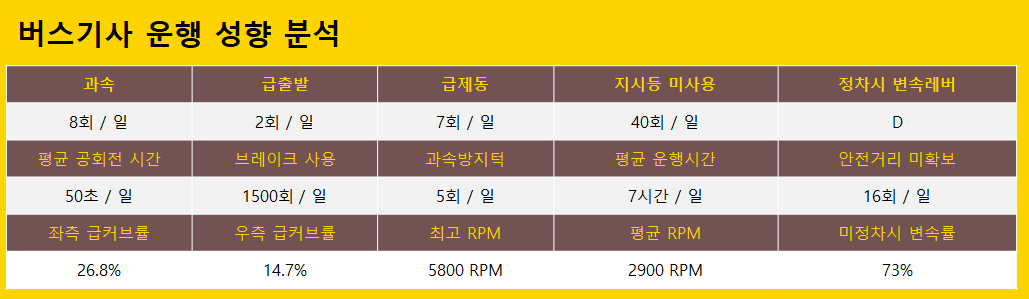 버스기사 운행 성향 분석
과속 급출발 급제동 지시등 미사용 정차시 변속레버
8회 / 일 2회 / 일 7회 / 일 40회 / 일 D
평균 공회전 시간 브레이크 사용 과속방지턱 평균 운행시간 안전거리 미확보
50초 / 일 1500회 / 일 5회 / 일 7시간 / 일 16회 / 일
좌측 급커브률 우측 급커브률 최고 RPM 평균 RPM 미정차시 변속률
26.8% 14.7% 5800 RPM 2900 RPM 73%